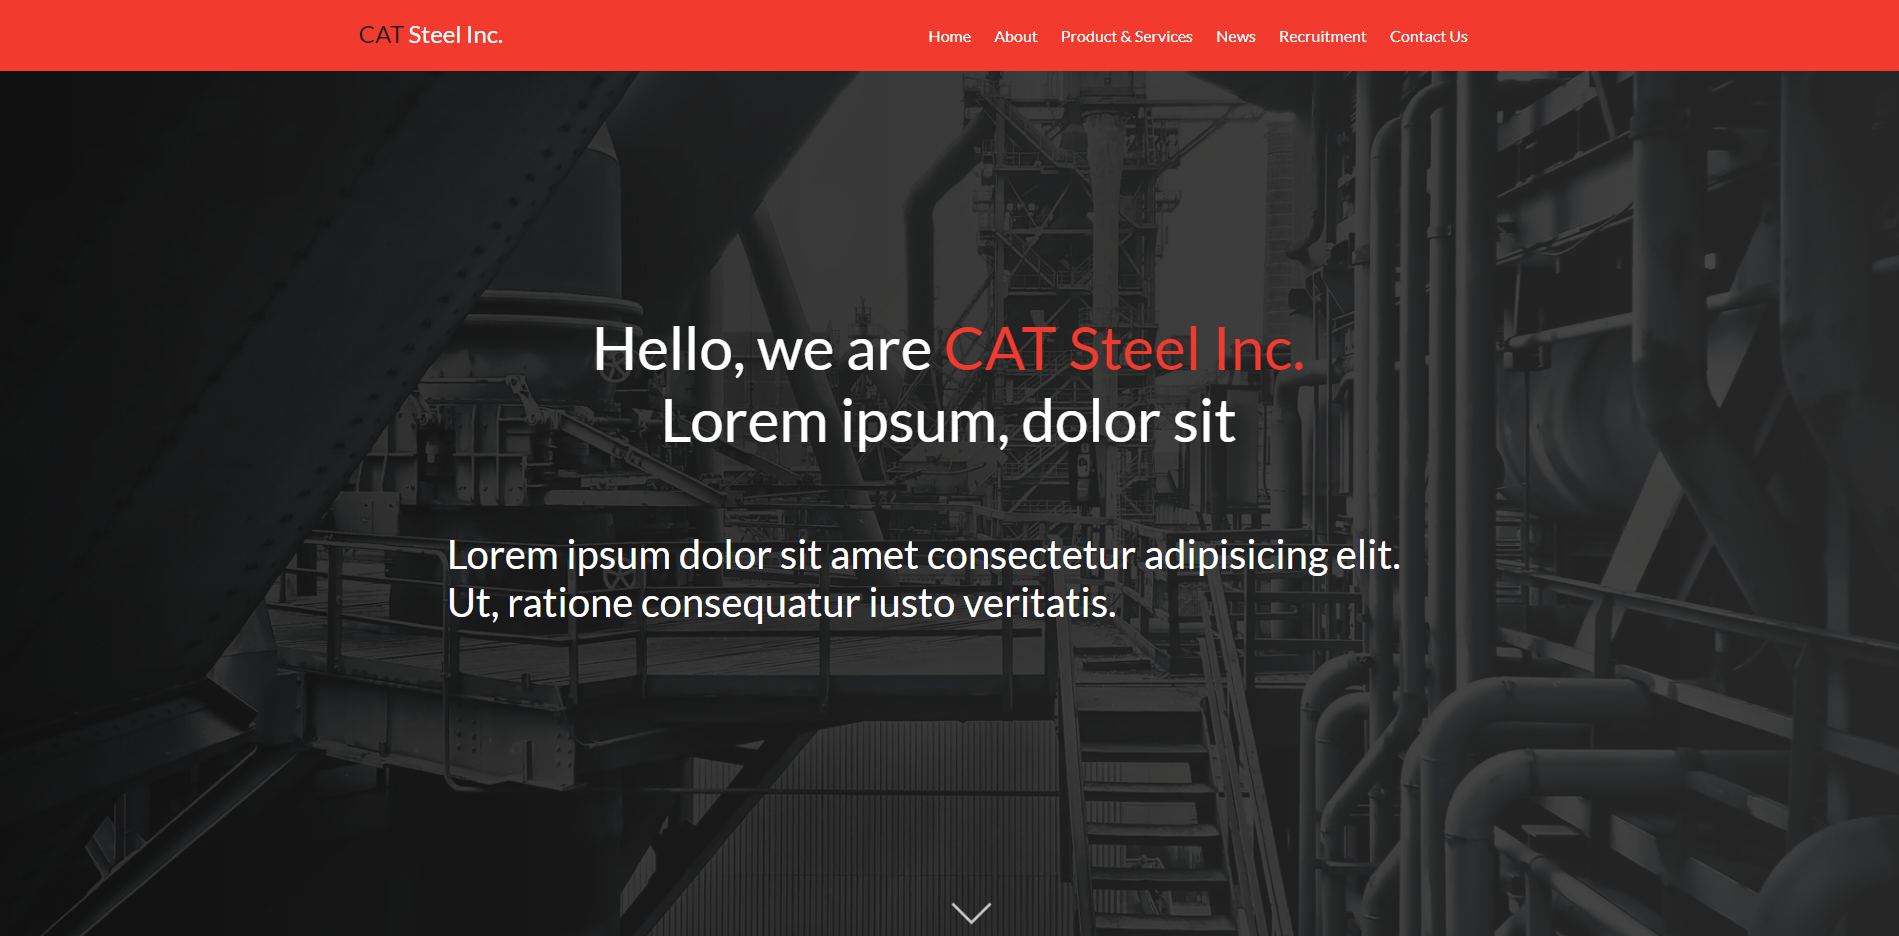 CAT Steel Inc.
Home About Product & Services News Recruitment Contact Us
Hello, we are CAT Steel Inc.
Lorem ipsum, dolor sit
Lorem ipsum dolor sit amet consectetur adipisicing elit.
Ut, ratione consequatur iusto veritatis.